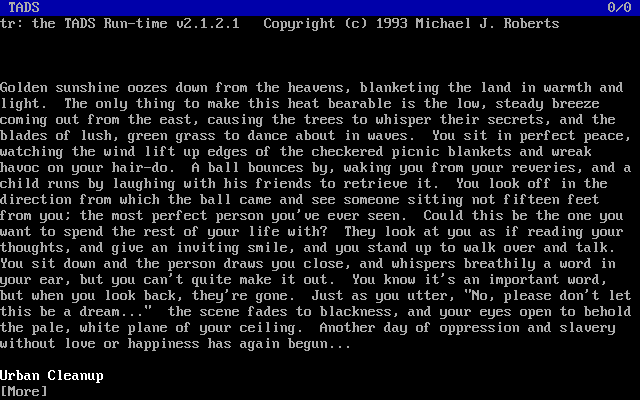 TADS 0/0
tr: the TADS Run-time v2.1.2.1   Copyright (c) 1993 Michael J. Roberts
Golden sunshine oozes down from the heavens, blanketing the land in warmth and
light.  The only thing to make this heat bearable is the low, steady breeze
coming out from the east, causing the trees to whisper their secrets, and the
blades of lush, green grass to dance about in waves.  You sit in perfect peace,
watching the wind lift up edges of the checkered picnic blankets and wreak
havoc on your hair-do.  A ball bounces by, waking you from your reveries, and a
child runs by laughing with his friends to retrieve it.  You look off in the
direction from which the ball came and see someone sitting not fifteen feet
from you; the most perfect person you've ever seen.  Could this be the one you
want to spend the rest of your life with?  They look at you as if reading your
thoughts, and give an inviting smile, and you stand up to walk over and talk.
You sit down and the person draws you close, and whispers breathily a word in
your ear, but you can't quite make it out.  You know it's an important word,
but when you look back, they're gone.  Just as you utter, "No, please don't let
this be a dream..."  the scene fades to blackness, and your eyes open to behold
the pale, white plane of your ceiling.  Another day of oppression and slavery
without love or happiness has again begun...
Urban Cleanup
[More]